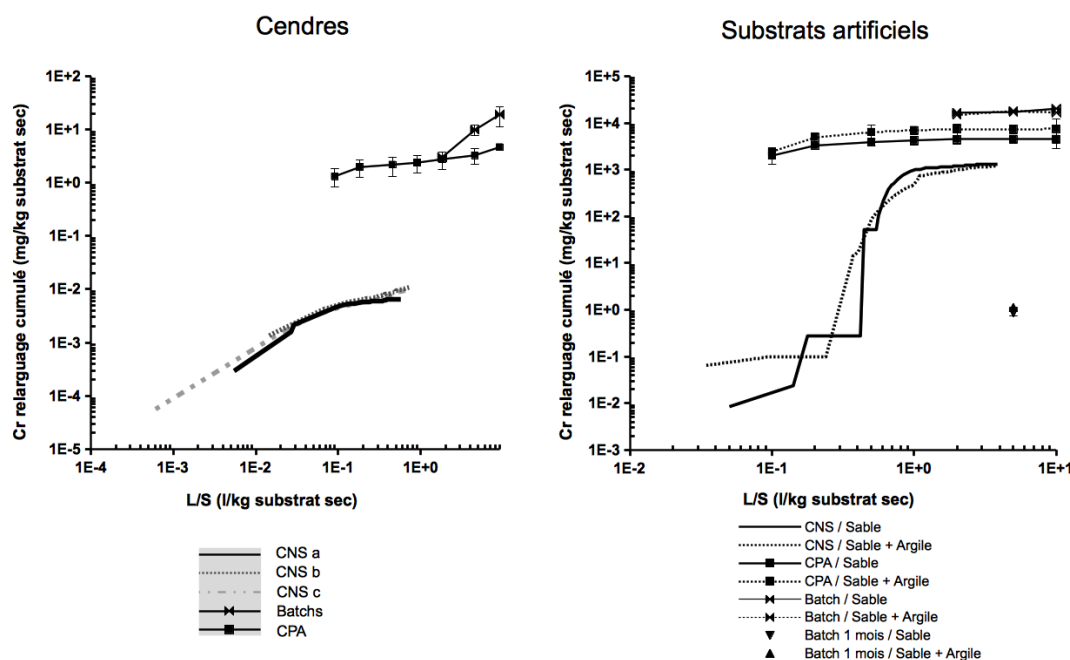 Cendres
1E+2
1E+1
1E+0
1E-1
1E-2
1E-3
1E-4
1E-5
Cr relarguage cumulé (mg/kg substrat sec)
1E-4
1E-3
1E-2
1E-1
1E+0
L/S (l/kg substrat sec)
CNS a
CNS b
CNS c
Batchs
CPA
Substrats artificiels
1E+5
1E+4
1E+3
1E+2
1E+1
1E+0
1E-1
1E-2
1E-3
Cr relarguage cumulé (mg/kg substrat sec)
1E-2
1E-1
1E+0
1E+1
L/S (l/kg substrat sec)
CNS / Sable
CNS / Sable + Argile
CPA / Sable
CPA / Sable + Argile
Batch / Sable
Batch / Sable + Argile
Batch 1 mois / Sable
Batch 1 mois / Sable + Argile